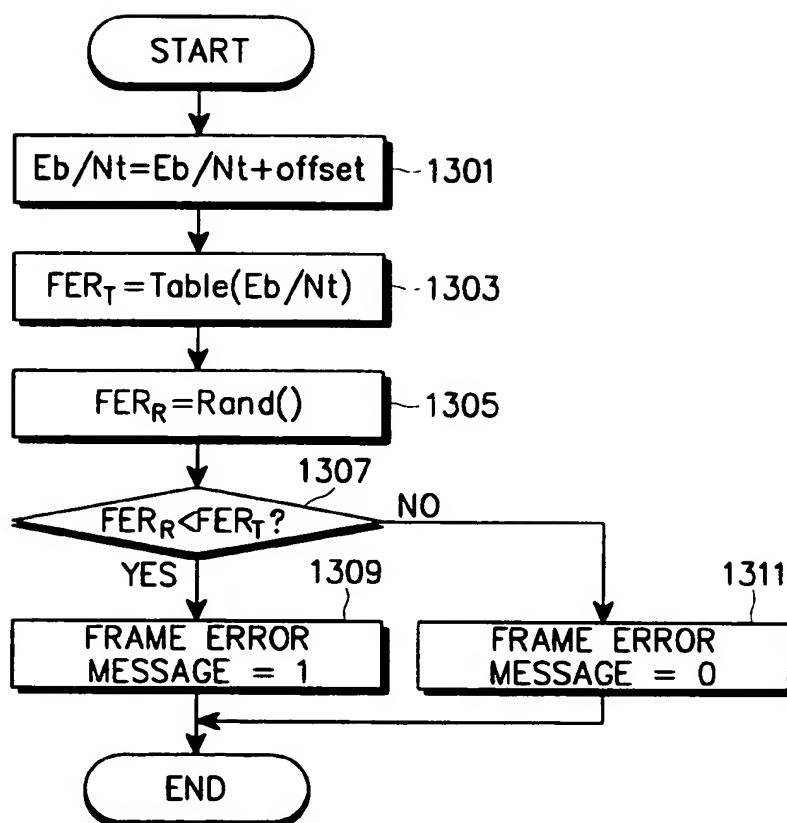 START
Eb/Nt=Eb/Nt+offset
1301
FER_T=Table(Eb/Nt)
1303
FER_R=Rand()
1305
1307
FER_R<FER_T?
NO
YES
1309
FRAME ERROR
MESSAGE = 1
1311
FRAME ERROR
MESSAGE = 0
END